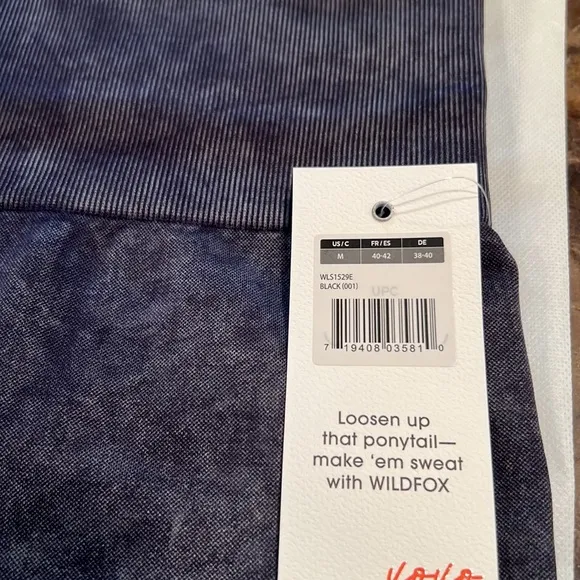 US / C FR / ES DE
M 40-42 38-40
WLS1529E
BLACK (001)
UPC
7 19408 03581 0
Loosen up
that ponytail—
make 'em sweat
with WILDFOX